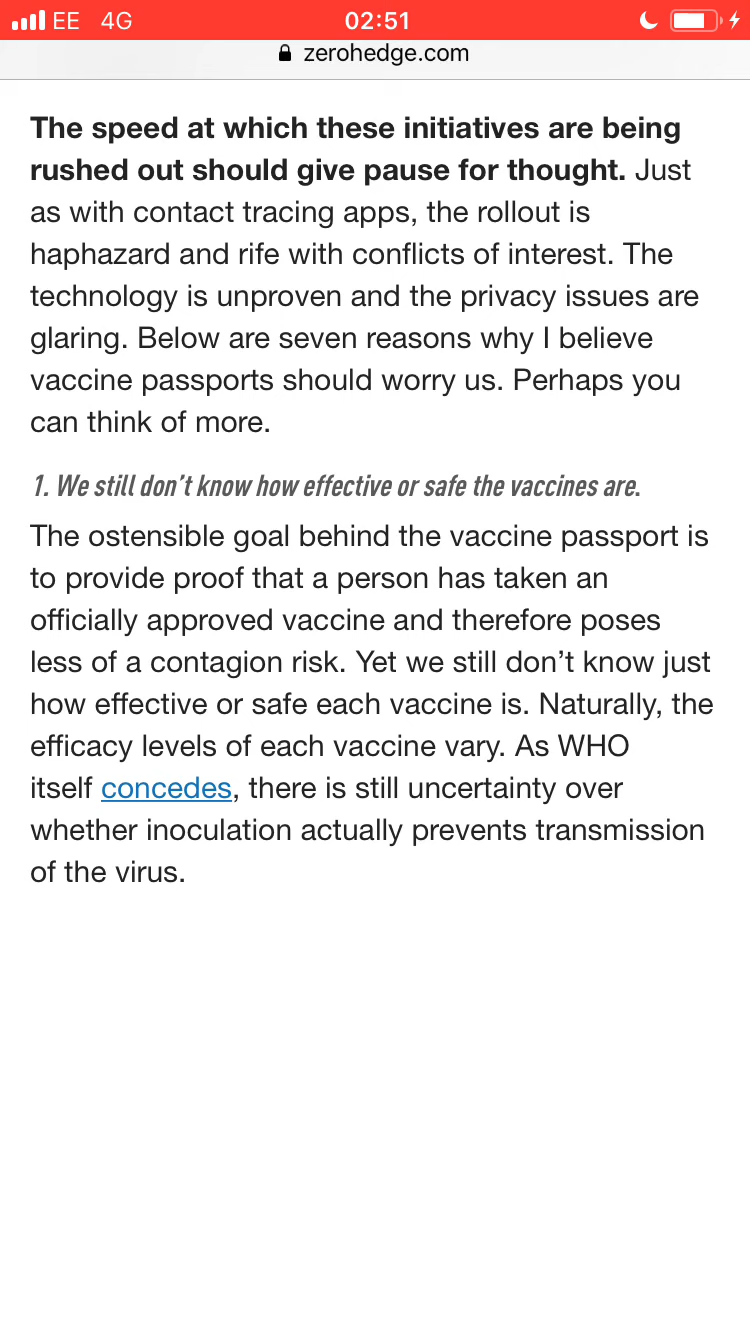 EE 4G 02:51
zerohedge.com
The speed at which these initiatives are being
rushed out should give pause for thought. Just
as with contact tracing apps, the rollout is
haphazard and rife with conflicts of interest. The
technology is unproven and the privacy issues are
glaring. Below are seven reasons why I believe
vaccine passports should worry us. Perhaps you
can think of more.
1. We still don’t know how effective or safe the vaccines are.
The ostensible goal behind the vaccine passport is
to provide proof that a person has taken an
officially approved vaccine and therefore poses
less of a contagion risk. Yet we still don’t know just
how effective or safe each vaccine is. Naturally, the
efficacy levels of each vaccine vary. As WHO
itself concedes, there is still uncertainty over
whether inoculation actually prevents transmission
of the virus.